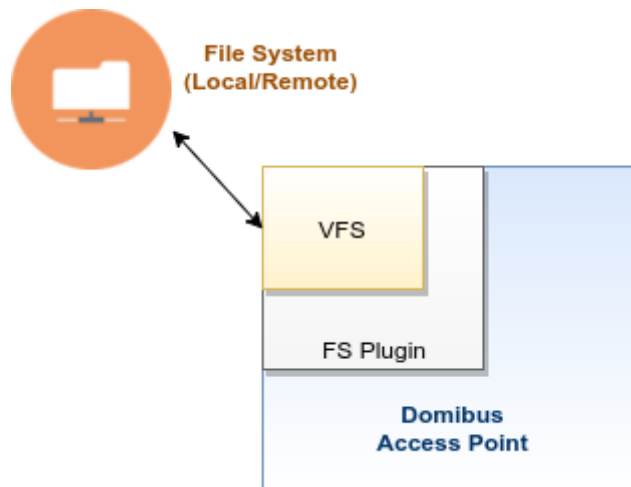 File System
(Local/Remote)
VFS
FS Plugin
Domibus
Access Point